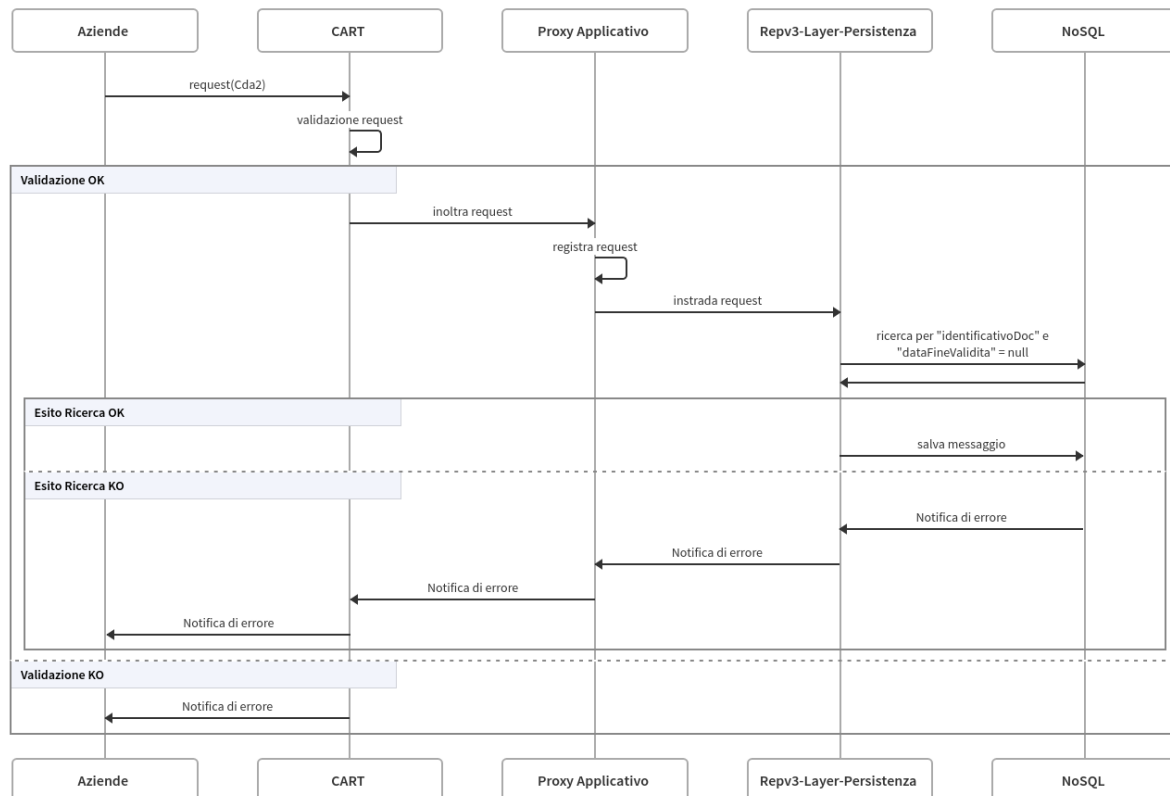 Aziende
CART
Proxy Applicativo
Repv3-Layer-Persistenza
NoSQL
request(Cda2)
validazione request
Validazione OK
inoltra request
registra request
instrada request
ricerca per "identificativoDoc" e
"dataFineValidita" = null
Esito Ricerca OK
salva messaggio
Esito Ricerca KO
Notifica di errore
Notifica di errore
Notifica di errore
Notifica di errore
Validazione KO
Notifica di errore
Aziende
CART
Proxy Applicativo
Repv3-Layer-Persistenza
NoSQL